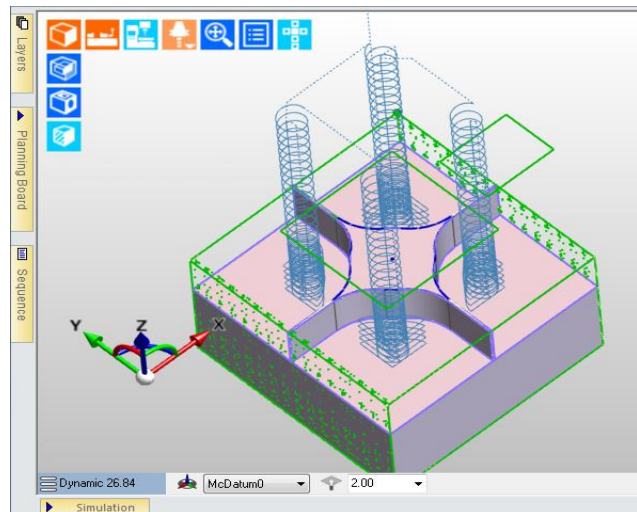 Layers
Planning Board
Sequence
Y
Z
X
Dynamic 26.84
McDatum0
2.00
Simulation